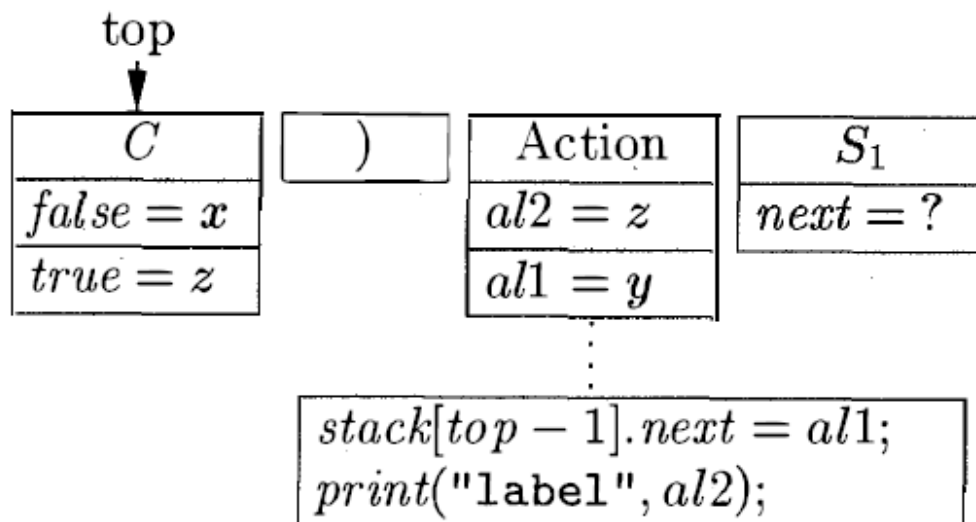 top
C
false = x
true = z
)
Action
al2 = z
al1 = y
S₁
next = ?
stack[top − 1].next = al1;
print("label", al2);